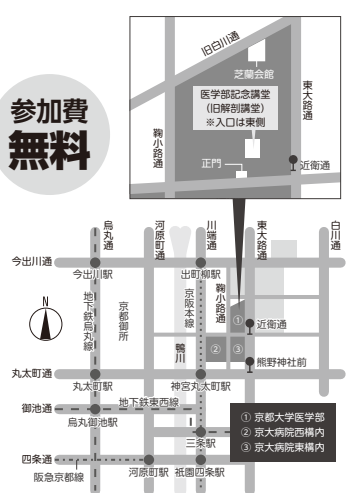 参加費
無料
旧白川通
芝蘭会館
東大路通
医学部記念講堂
(旧解剖講堂)
※入口は東側
鞠小路通
正門
近衛通
烏丸通
河原町通
川端通
東大路通
白川通
今出川通
今出川駅
出町柳駅
N
地下鉄烏丸線
京都御所
鴨川
京阪本線
鞠小路通
①
近衛通
②
③
熊野神社前
丸太町通
丸太町駅
神宮丸太町駅
御池通
地下鉄東西線
烏丸御池駅
三条駅
四条通
阪急京都線
河原町駅
祇園四条駅
① 京都大学医学部
② 京大病院西構内
③ 京大病院東構内